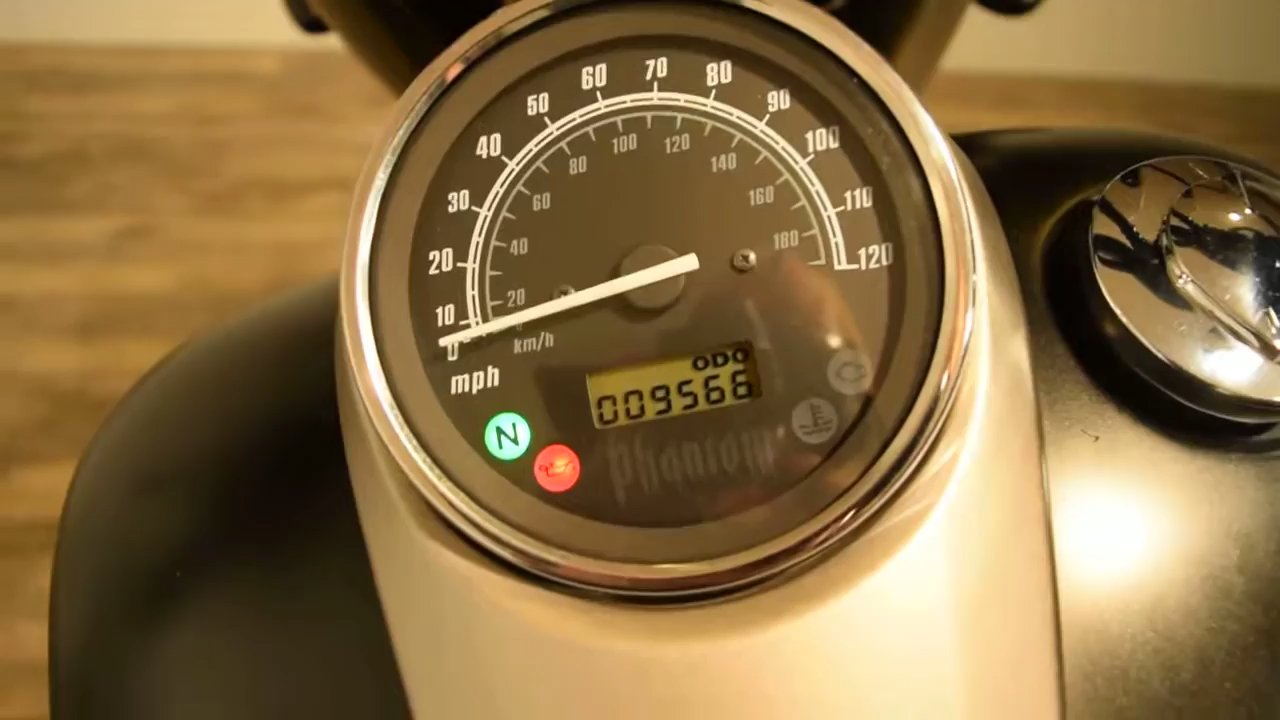 10 20 30 40 50 60 70 80 90 100 110 120
20 40 60 80 100 120 140 160 180
0
km/h
mph
ODO
009566
N
Phantom